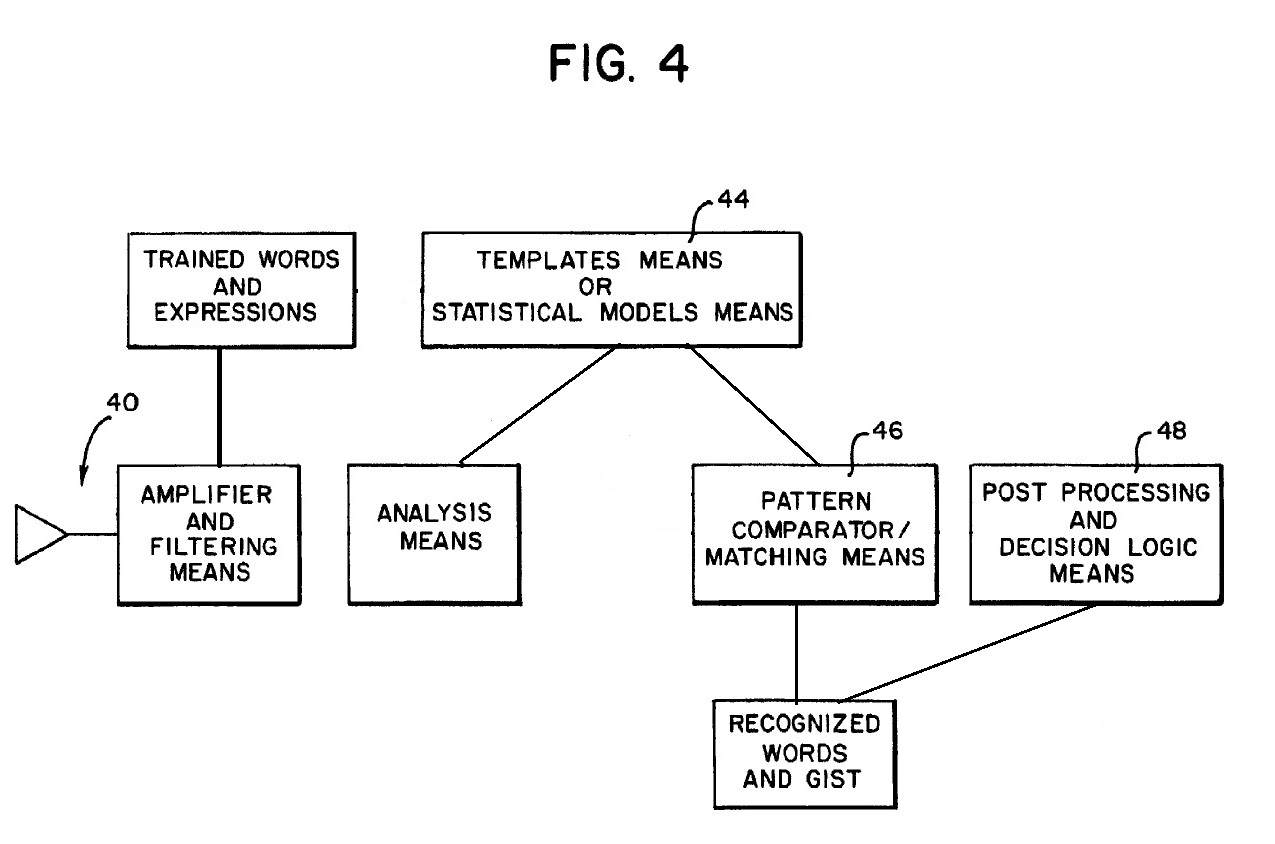 FIG. 4
44
TRAINED WORDS
AND
EXPRESSIONS
TEMPLATES MEANS
OR
STATISTICAL MODELS MEANS
40
46
48
AMPLIFIER
AND
FILTERING
MEANS
ANALYSIS
MEANS
PATTERN
COMPARATOR/
MATCHING MEANS
POST PROCESSING
AND
DECISION LOGIC
MEANS
RECOGNIZED
WORDS
AND GIST